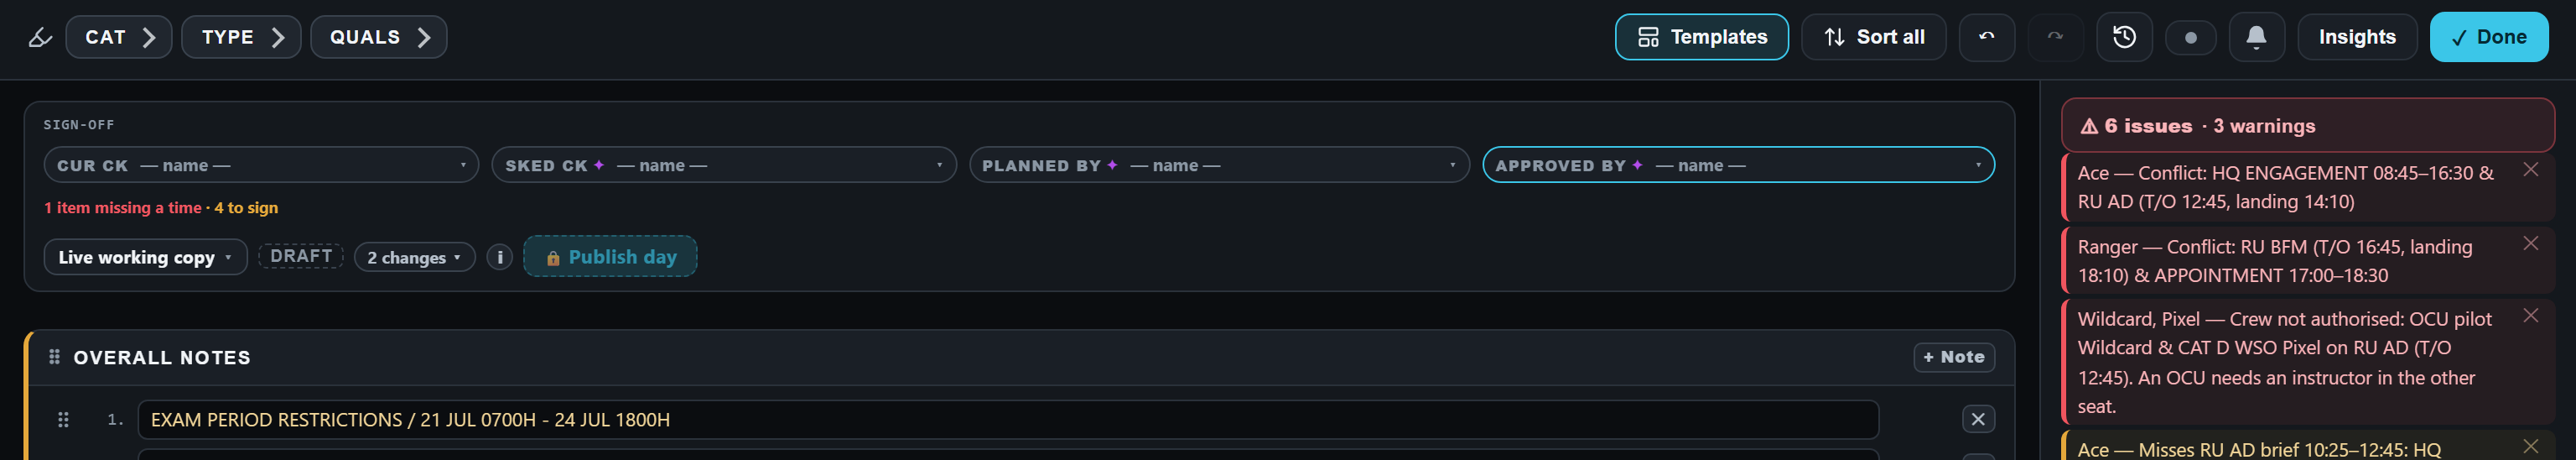 CAT TYPE QUALS Templates Sort all Insights ✓ Done
SIGN-OFF
CUR CK — name — SKED CK ✦ — name — PLANNED BY ✦ — name — APPROVED BY ✦ — name —
1 item missing a time · 4 to sign
Live working copy DRAFT 2 changes i Publish day
OVERALL NOTES + Note
1. EXAM PERIOD RESTRICTIONS / 21 JUL 0700H - 24 JUL 1800H
⚠ 6 issues · 3 warnings
Ace — Conflict: HQ ENGAGEMENT 08:45–16:30 &
RU AD (T/O 12:45, landing 14:10)
Ranger — Conflict: RU BFM (T/O 16:45, landing
18:10) & APPOINTMENT 17:00–18:30
Wildcard, Pixel — Crew not authorised: OCU pilot
Wildcard & CAT D WSO Pixel on RU AD (T/O
12:45). An OCU needs an instructor in the other
seat.
Ace — Misses RU AD brief 10:25–12:45: HQ